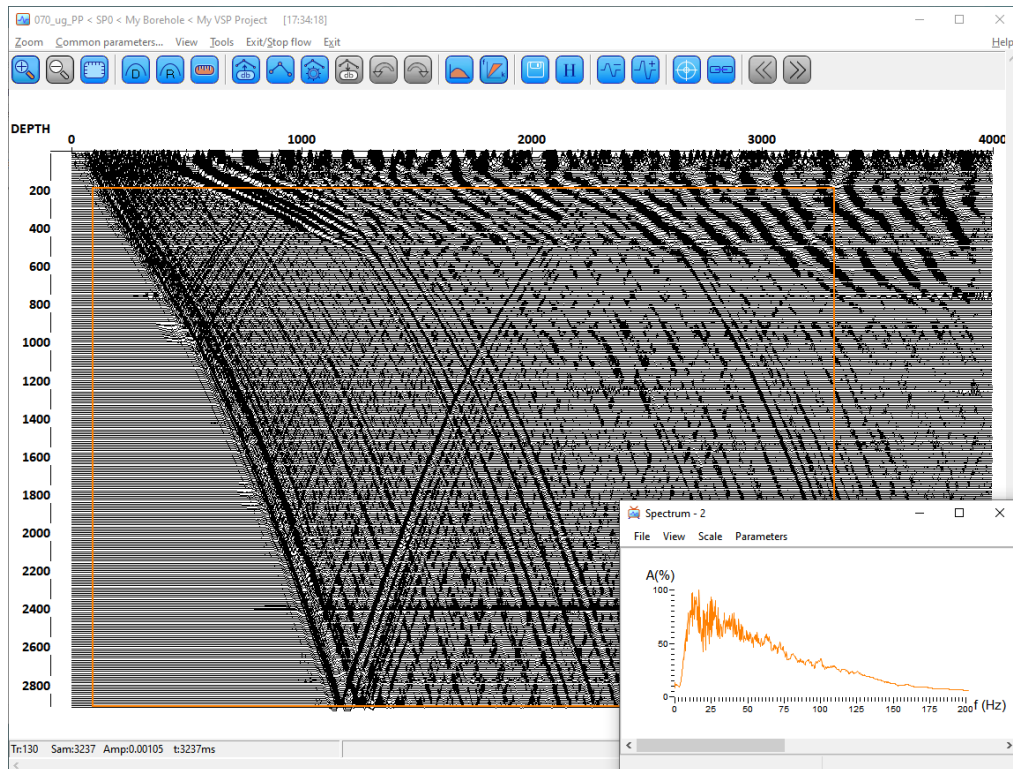 070_ug_PP < SP0 < My Borehole < My VSP Project [17:34:18]
Zoom Common parameters... View Tools Exit/Stop flow Exit Help
D R db db H
DEPTH 0 1000 2000 3000 4000
200
400
600
800
1000
1200
1400
1600
1800
2000
2200
2400
2600
2800
Spectrum - 2
File View Scale Parameters
A(%)
100
50
0
0 25 50 75 100 125 150 175 200 f (Hz)
Tr:130 Sam:3237 Amp:0.00105 t:3237ms